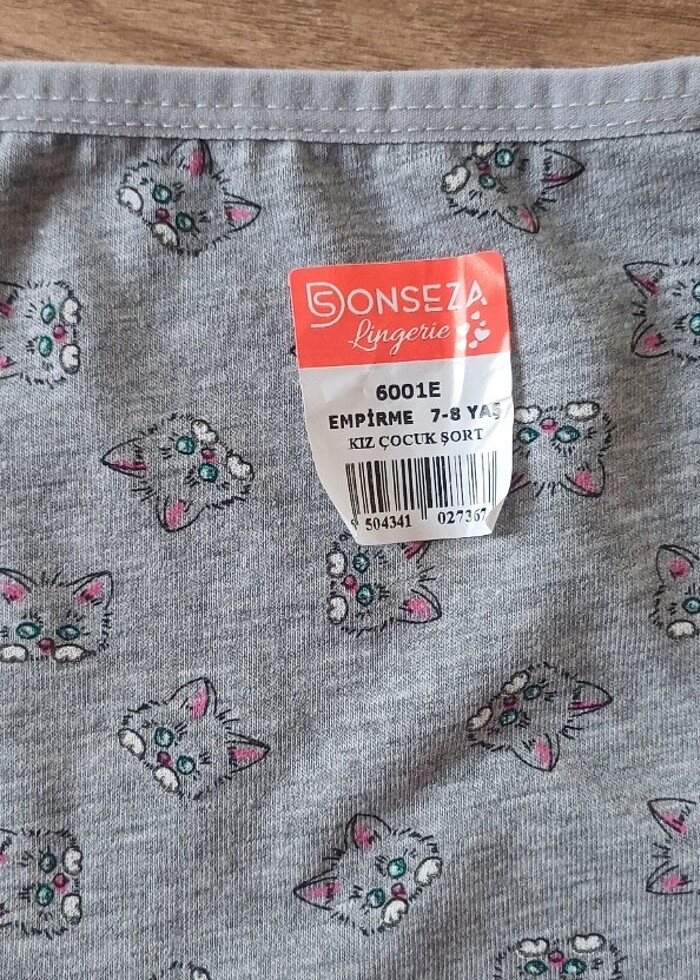 DONSEZA
Lingerie
6001E
EMPİRME 7-8 YAŞ
KIZ ÇOCUK ŞORT
504341 027367